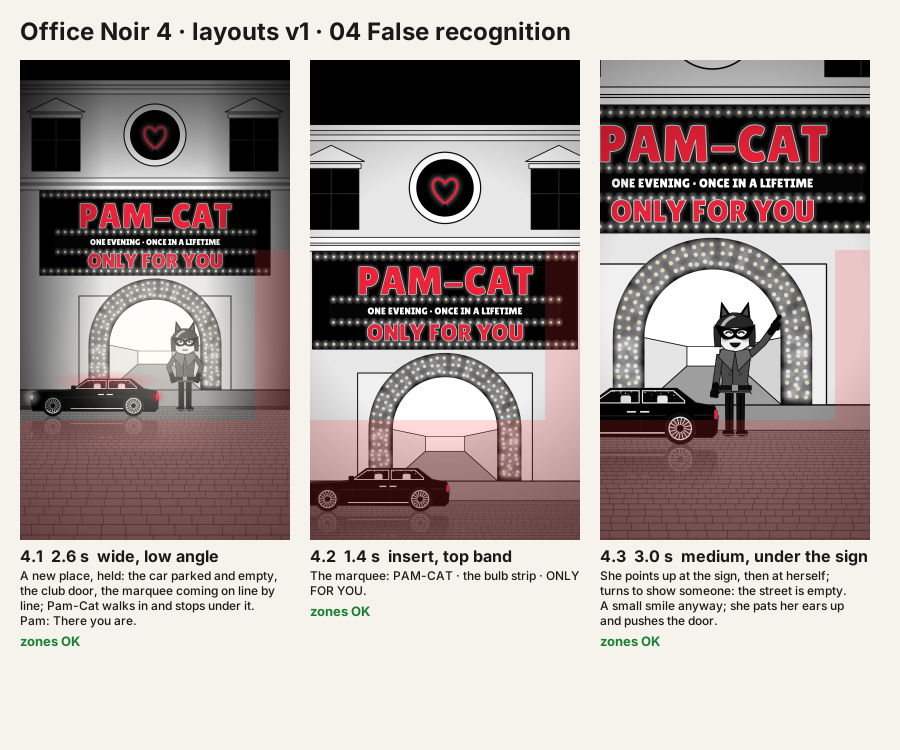 Office Noir 4 · layouts v1 · 04 False recognition
PAM–CAT
ONE EVENING · ONCE IN A LIFETIME
ONLY FOR YOU
PAM–CAT
ONE EVENING · ONCE IN A LIFETIME
ONLY FOR YOU
PAM–CAT
ONE EVENING · ONCE IN A LIFETIME
ONLY FOR YOU
4.1 2.6 s wide, low angle
A new place, held: the car parked and empty,
the club door, the marquee coming on line by
line; Pam-Cat walks in and stops under it.
Pam: There you are.
zones OK
4.2 1.4 s insert, top band
The marquee: PAM-CAT · the bulb strip · ONLY
FOR YOU.
zones OK
4.3 3.0 s medium, under the sign
She points up at the sign, then at herself;
turns to show someone: the street is empty.
A small smile anyway; she pats her ears up
and pushes the door.
zones OK